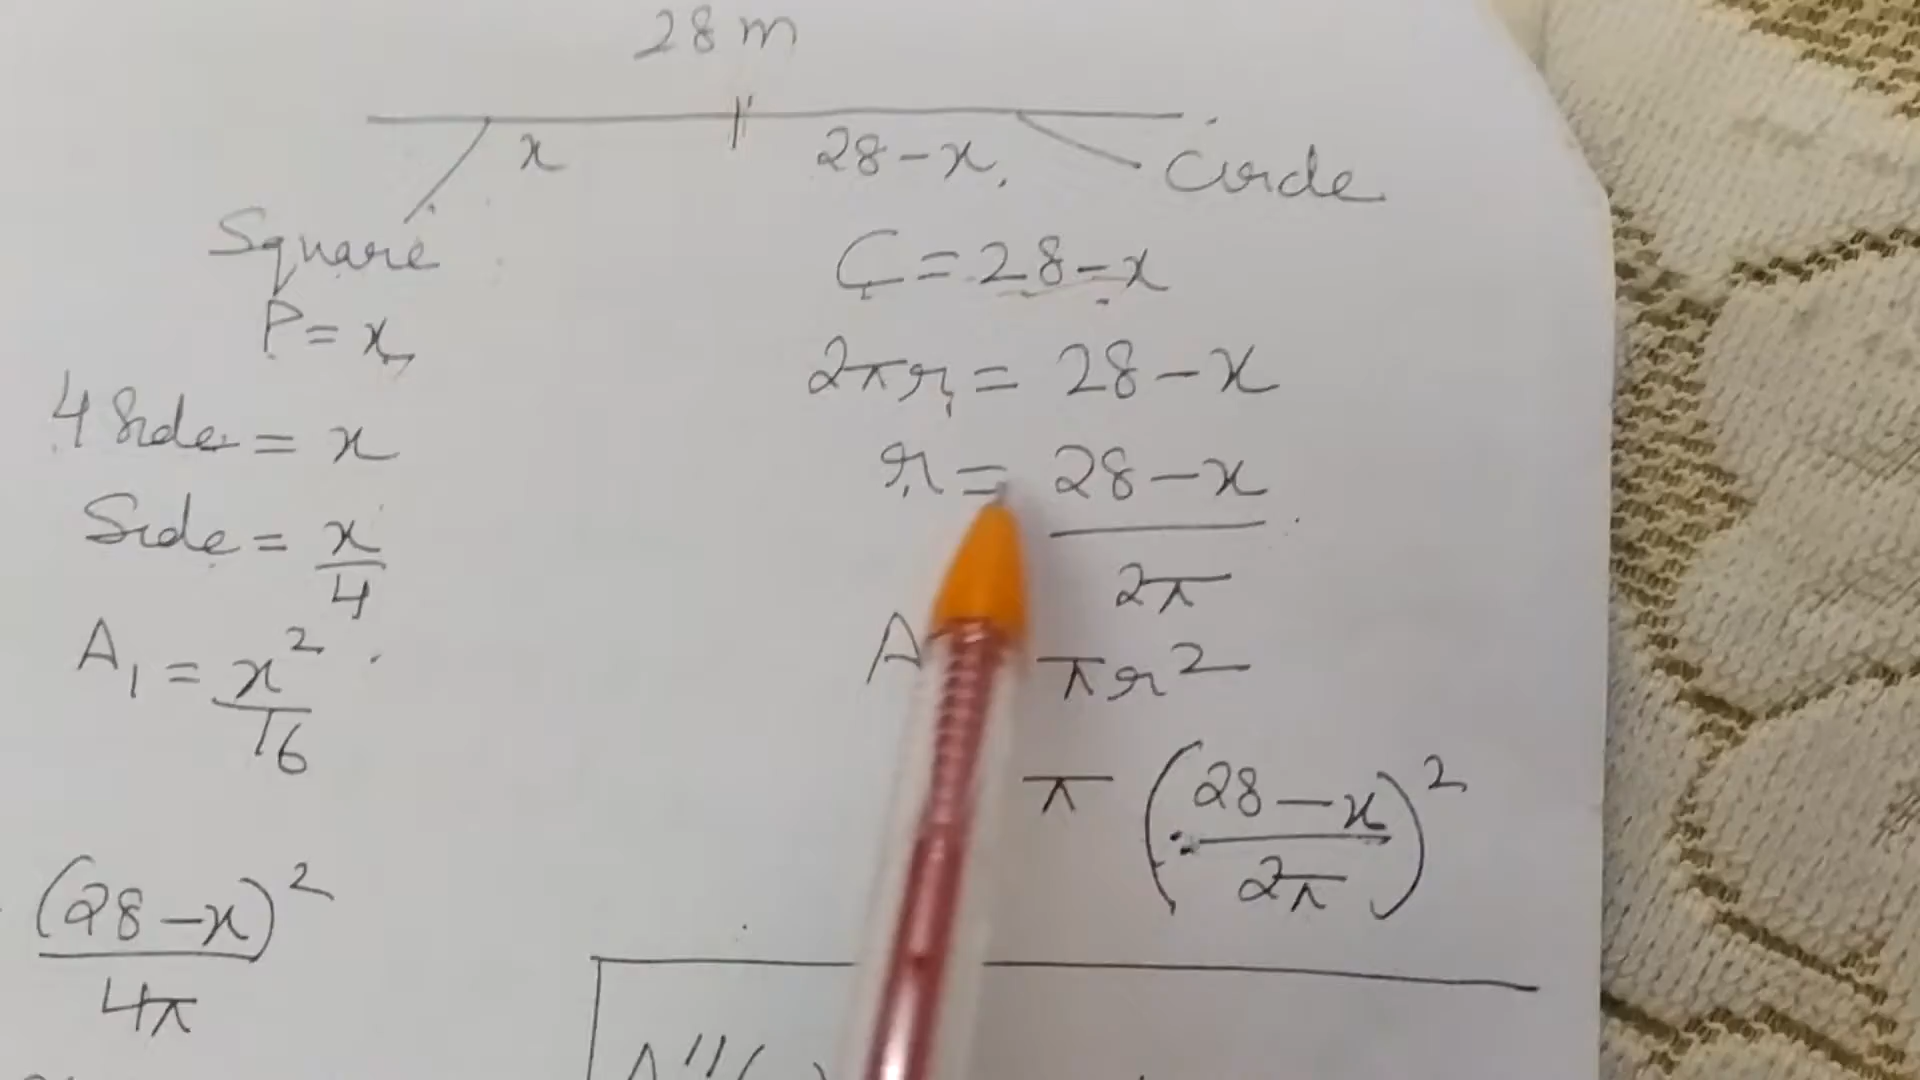 28 m
x 28-x. Circle
Square
P = x
4 Side = x
Side = x/4
A₁ = x²/16
(28-x)²/4π
C = 28-x
2πr = 28-x
r = 28-x/2π
A πr²
π (28-x/2π)²
A''(